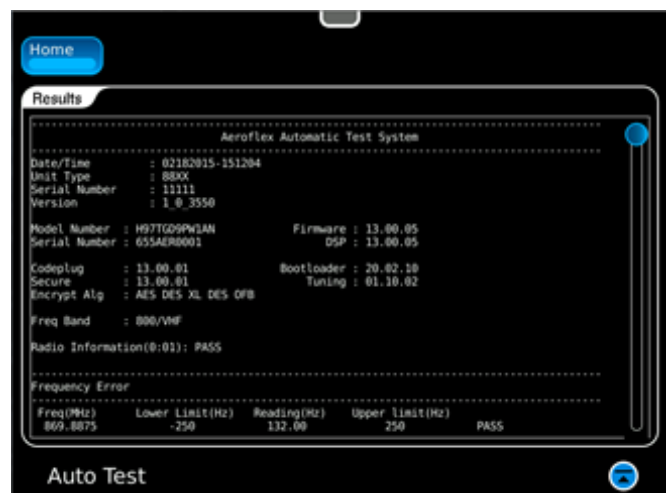 Home
Results
Aeroflex Automatic Test System
Date/Time : 02182015-151204
Unit Type : 88XX
Serial Number : 11111
Version : 1_0_3550
Model Number : H97TGD9PW1AN Firmware : 13.00.05
Serial Number : 655AER0001 DSP : 13.00.05
Codeplug : 13.00.01 Bootloader : 20.02.10
Secure : 13.00.01 Tuning : 01.10.02
Encrypt Alg : AES DES XL DES OFB
Freq Band : 800/VHF
Radio Information(0:01): PASS
Frequency Error
Freq(MHz) Lower Limit(Hz) Reading(Hz) Upper limit(Hz)
869.8875 -250 132.00 250 PASS
Auto Test